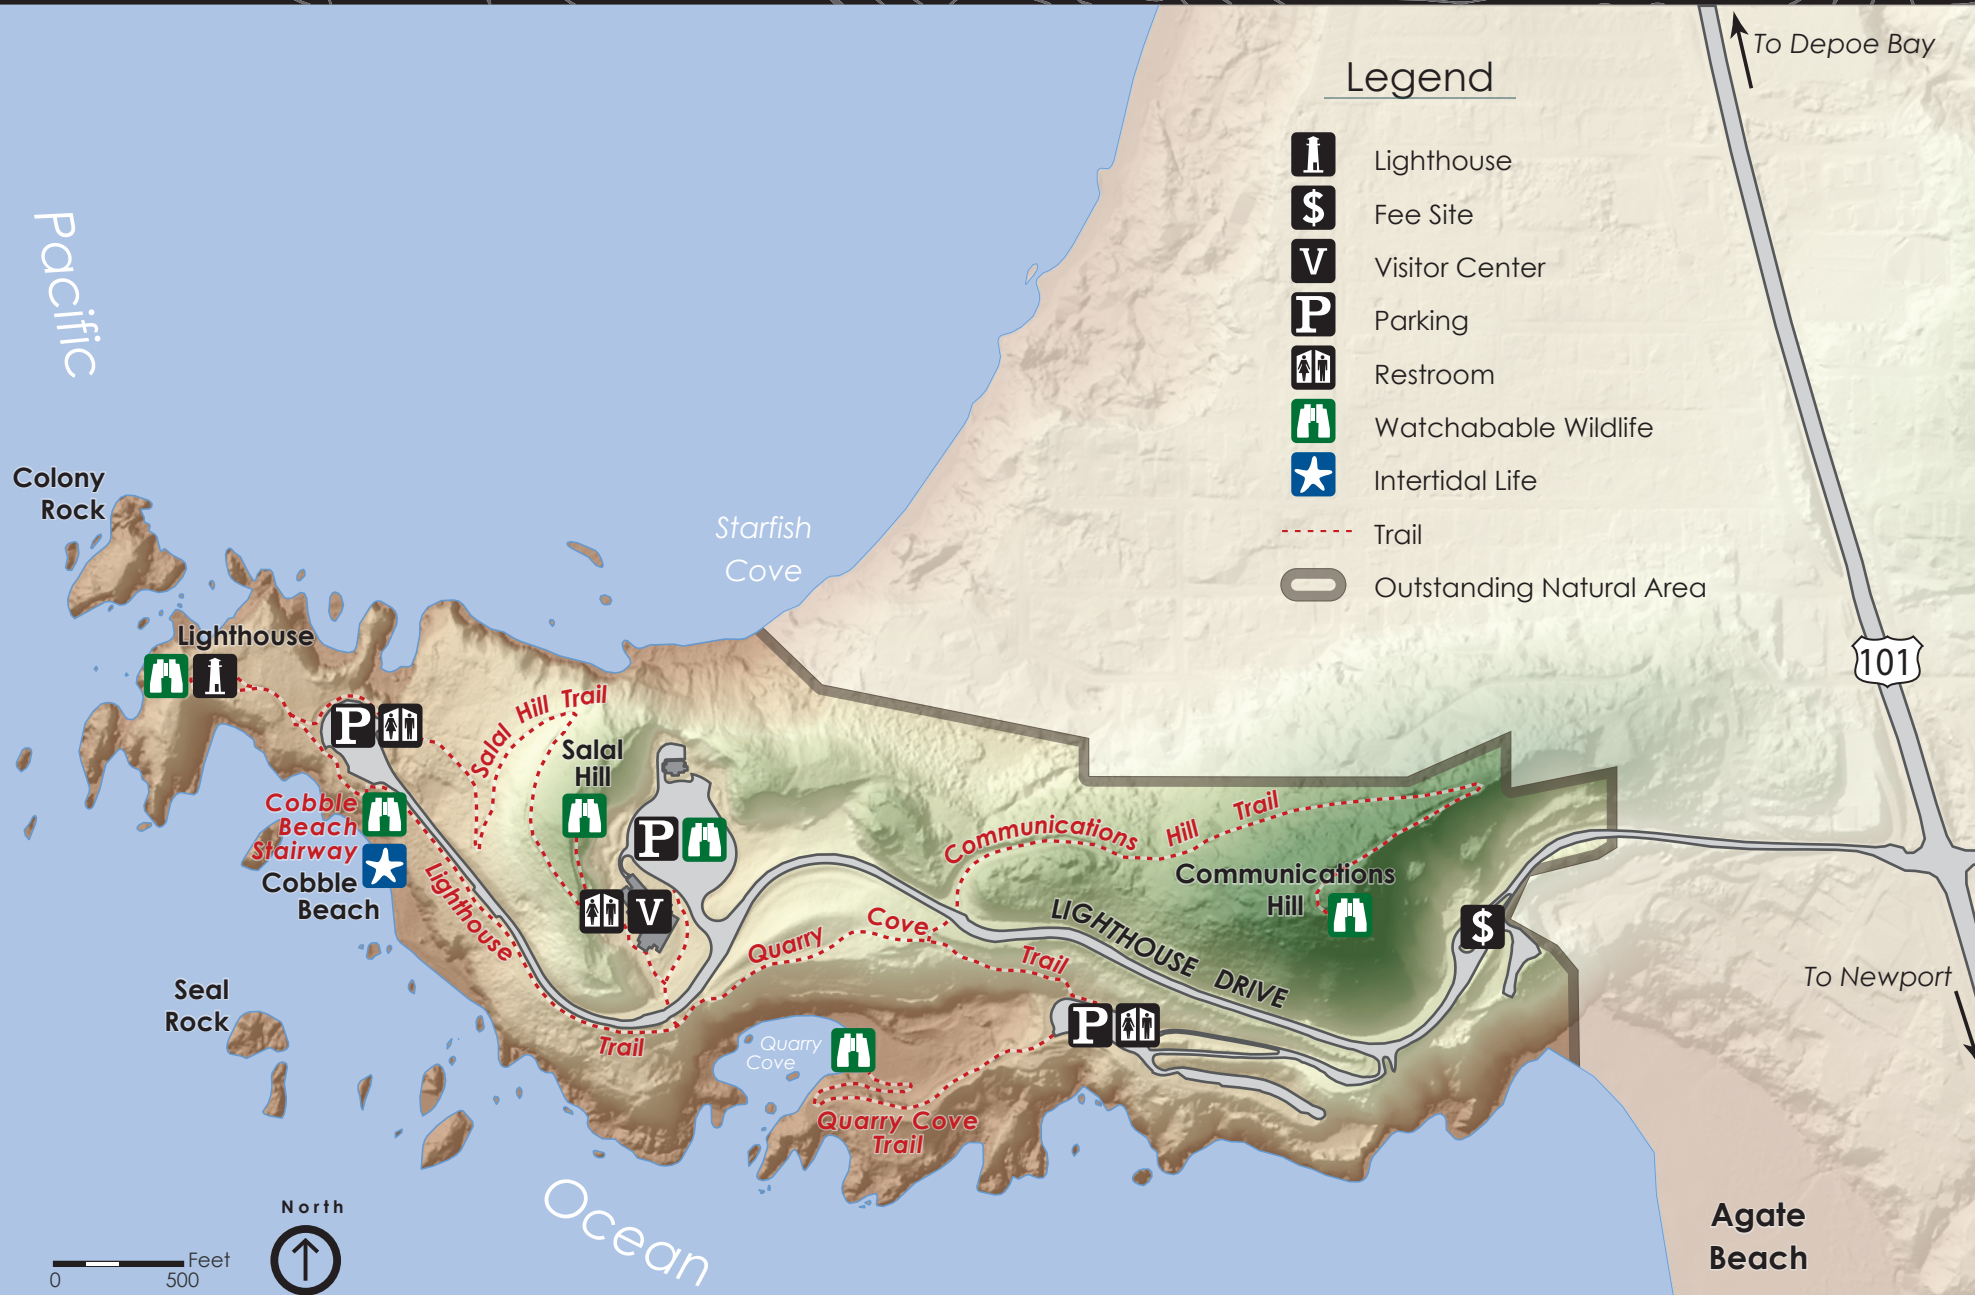 To Depoe Bay
Legend
Lighthouse
$ Fee Site
V Visitor Center
P Parking
Restroom
Watchabable Wildlife
Intertidal Life
Trail
Outstanding Natural Area
Pacific
Colony
Rock
Starfish
Cove
101
Lighthouse
P
Salal Hill Trail
Salal
Hill
P
Cobble
Beach
Stairway
Cobble
Beach
Lighthouse
Trail
V
Communications Hill Trail
Communications
Hill
LIGHTHOUSE DRIVE
$
Quarry Cove Trail
P
To Newport
Seal
Rock
Quarry
Cove
Quarry Cove
Trail
Ocean
North
Feet
0 500
Agate
Beach